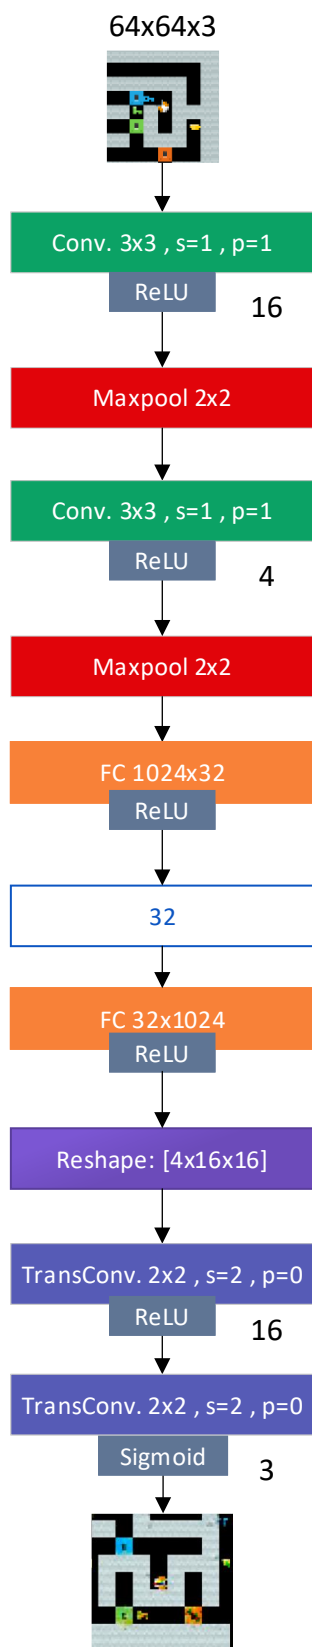 64x64x3
Conv. 3x3 , s=1 , p=1
ReLU
16
Maxpool 2x2
Conv. 3x3 , s=1 , p=1
ReLU
4
Maxpool 2x2
FC 1024x32
ReLU
32
FC 32x1024
ReLU
Reshape: [4x16x16]
TransConv. 2x2 , s=2 , p=0
ReLU
16
TransConv. 2x2 , s=2 , p=0
Sigmoid
3